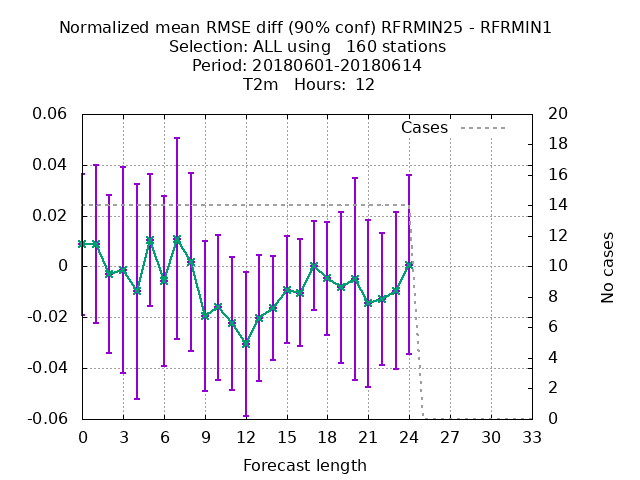 Normalized mean RMSE diff (90% conf) RFRMIN25 - RFRMIN1
Selection: ALL using   160 stations
Period: 20180601-20180614
T2m   Hours:  12
Cases
0.06
0.04
0.02
0
-0.02
-0.04
-0.06
20
18
16
14
12
10
8
6
4
2
0
No cases
0 3 6 9 12 15 18 21 24 27 30 33
Forecast length